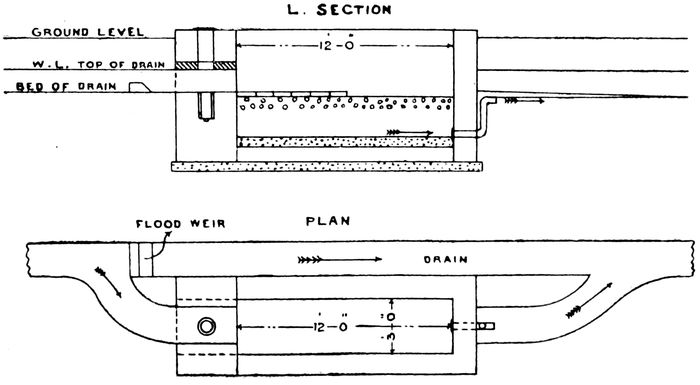 L. SECTION
GROUND LEVEL
12'-0"
W.L. TOP OF DRAIN
BED OF DRAIN
PLAN
FLOOD WEIR
DRAIN
12'-0"
3'0"